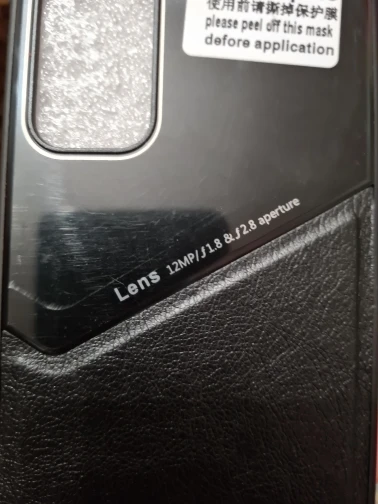 使用前请撕掉保护膜
please peel off this mask
defore application
Lens 12MP/ƒ1.8 &ƒ2.8 aperture